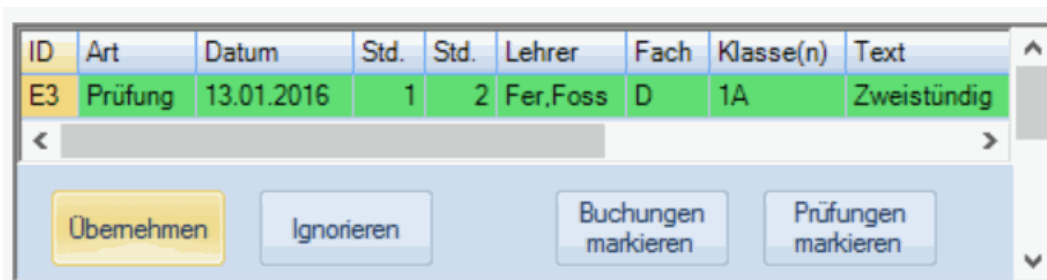 ID Art Datum Std. Std. Lehrer Fach Klasse(n) Text
E3 Prüfung 13.01.2016 1 2 Fer,Foss D 1A Zweistündig
Übernehmen Ignorieren Buchungen markieren Prüfungen markieren